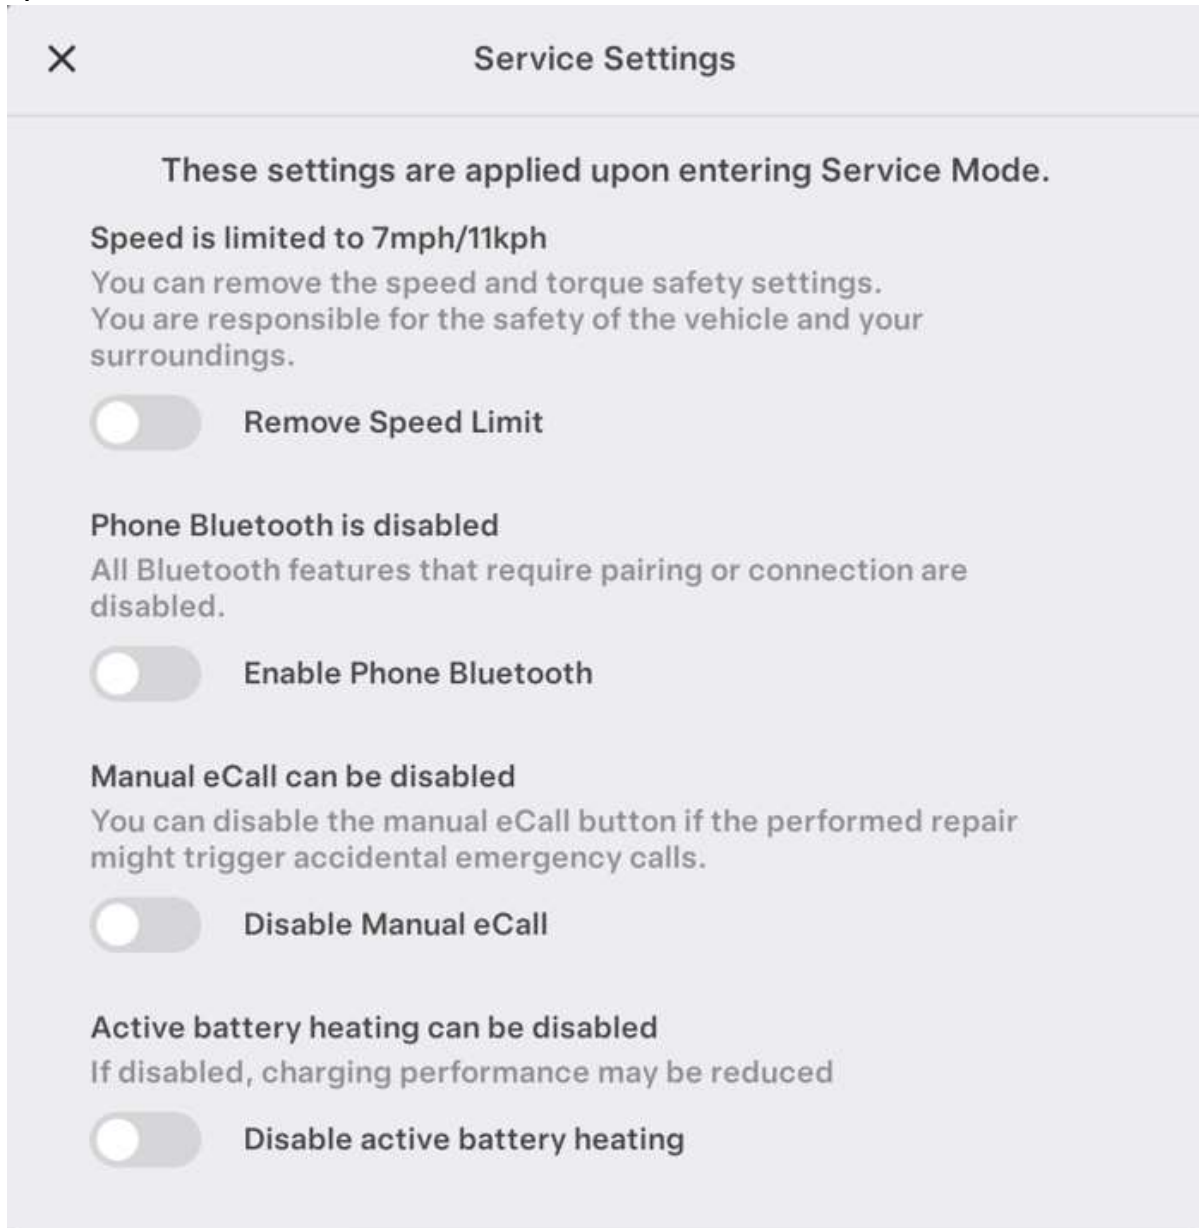 Service Settings
These settings are applied upon entering Service Mode.
Speed is limited to 7mph/11kph
You can remove the speed and torque safety settings.
You are responsible for the safety of the vehicle and your
surroundings.
Remove Speed Limit
Phone Bluetooth is disabled
All Bluetooth features that require pairing or connection are
disabled.
Enable Phone Bluetooth
Manual eCall can be disabled
You can disable the manual eCall button if the performed repair
might trigger accidental emergency calls.
Disable Manual eCall
Active battery heating can be disabled
If disabled, charging performance may be reduced
Disable active battery heating